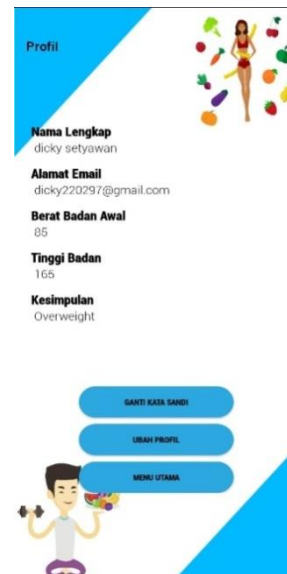 Profil
Nama Lengkap
dicky setyawan
Alamat Email
dicky220297@gmail.com
Berat Badan Awal
85
Tinggi Badan
165
Kesimpulan
Overweight
GANTI KATA SANDI
UBAH PROFIL
MENU UTAMA